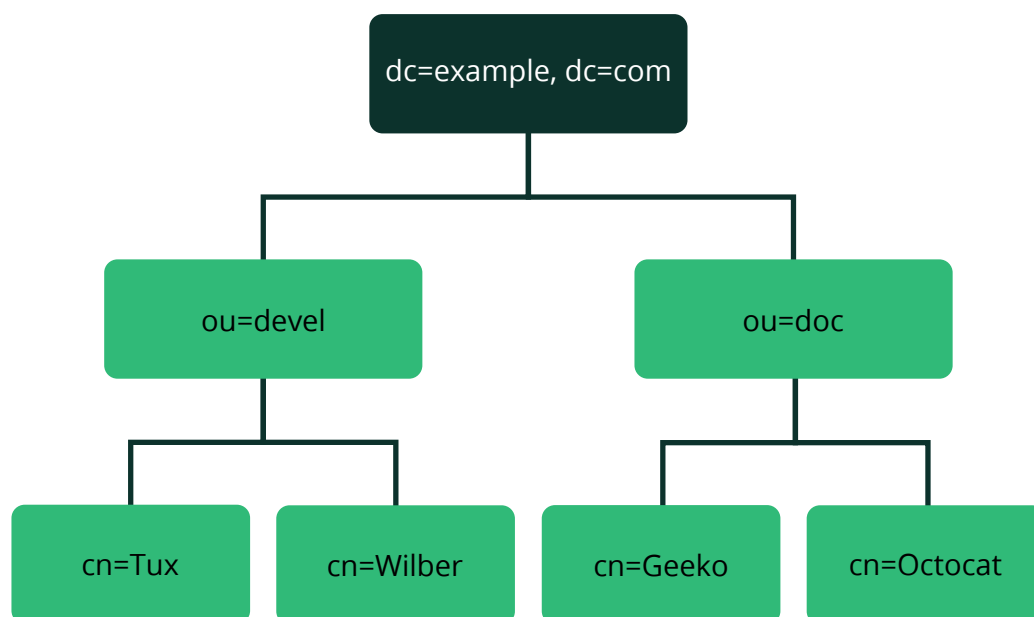 dc=example, dc=com
ou=devel
ou=doc
cn=Tux
cn=Wilber
cn=Geeko
cn=Octocat